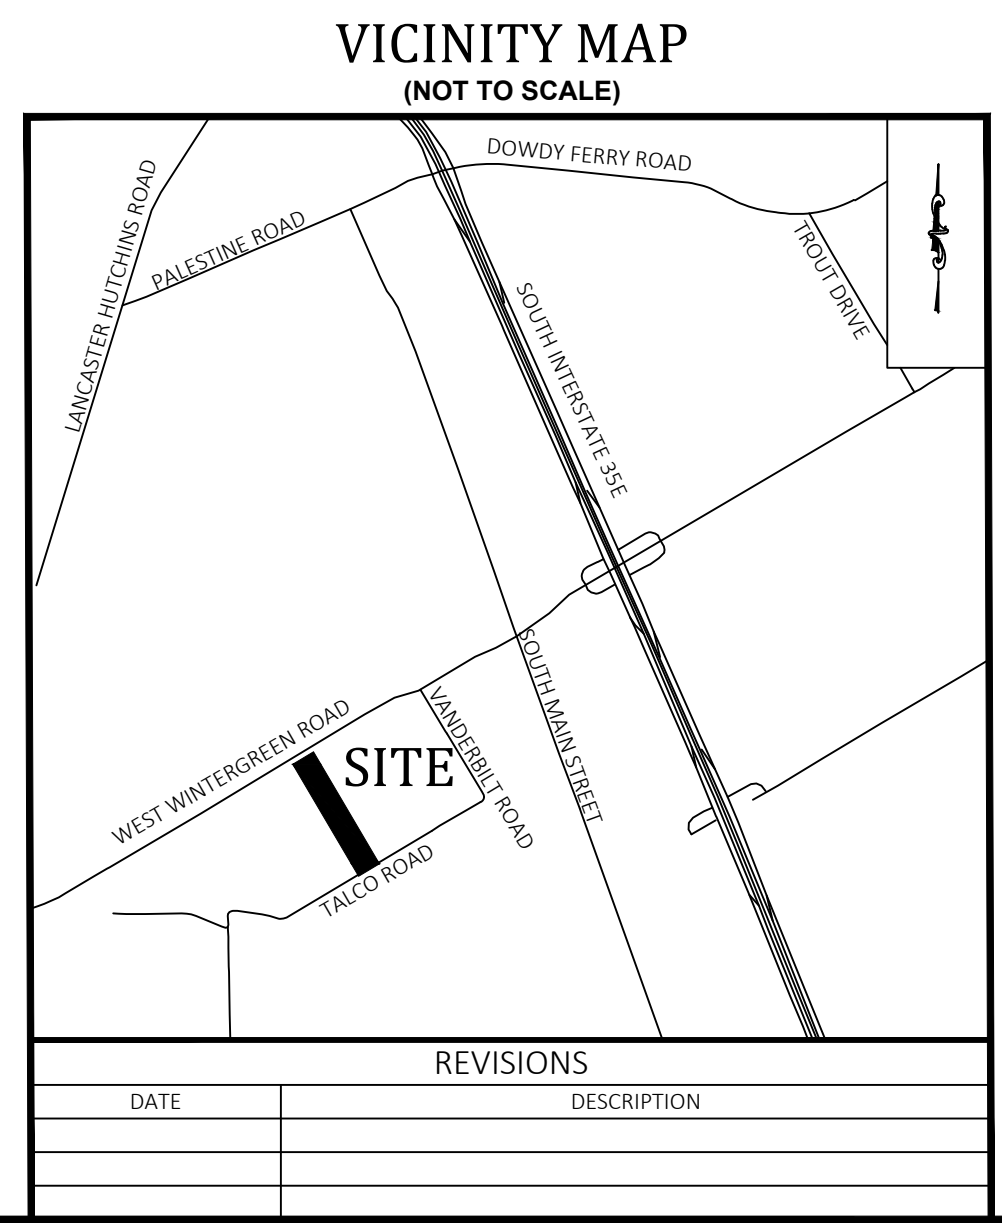 VICINITY MAP
(NOT TO SCALE)
DOWDY FERRY ROAD
LANCASTER HUTCHINS ROAD
PALESTINE ROAD
TROUT DRIVE
SOUTH INTERSTATE 35E
SOUTH MAIN STREET
VANDERBILT ROAD
WEST WINTERGREEN ROAD
SITE
TALCO ROAD
REVISIONS
DATE DESCRIPTION